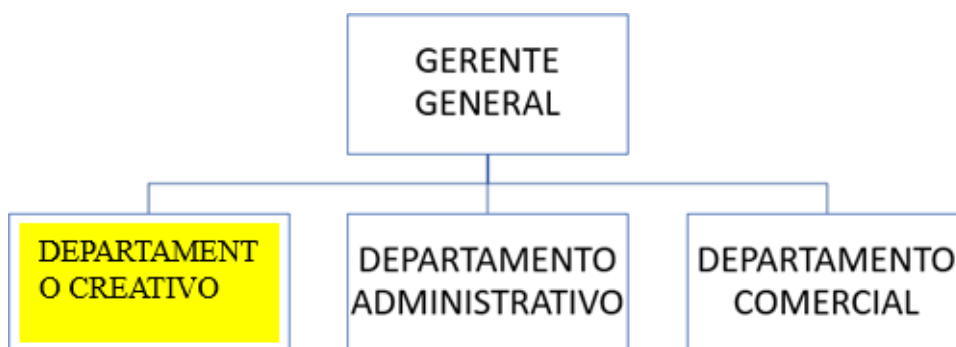 GERENTE
GENERAL
DEPARTAMENT
O CREATIVO
DEPARTAMENTO
ADMINISTRATIVO
DEPARTAMENTO
COMERCIAL